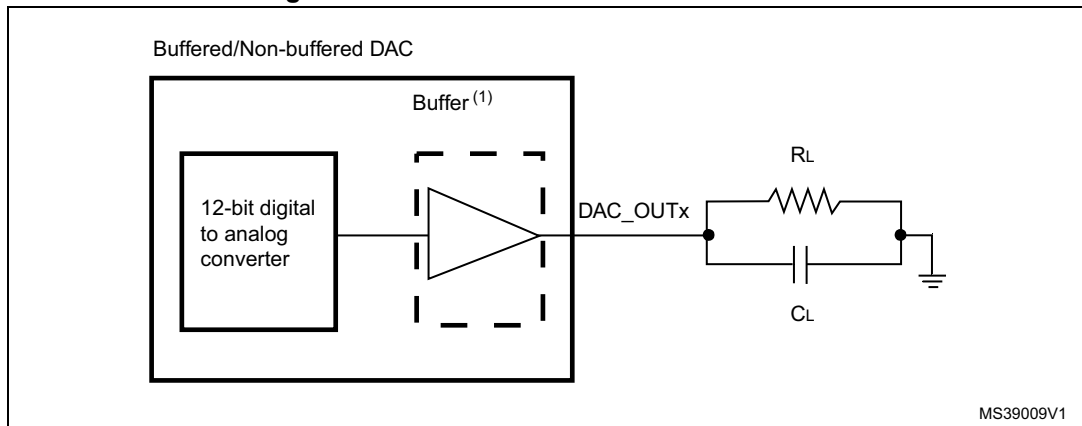 Buffered/Non-buffered DAC
Buffer (1)
12-bit digital
to analog
converter
DAC_OUTx
RL
CL
MS39009V1